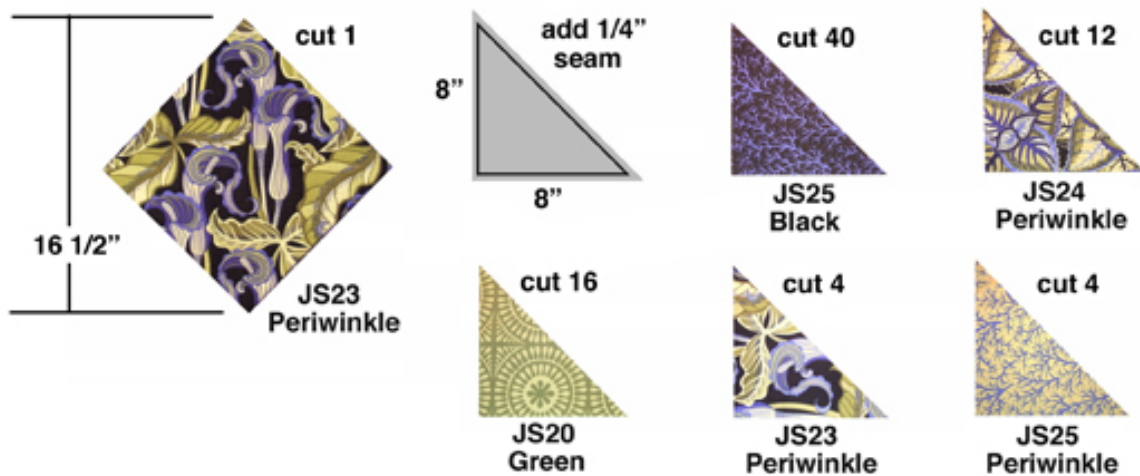 cut 1
16 1/2”
JS23
Periwinkle
add 1/4”
seam
8”
8”
cut 40
JS25
Black
cut 12
JS24
Periwinkle
cut 16
JS20
Green
cut 4
JS23
Periwinkle
cut 4
JS25
Periwinkle